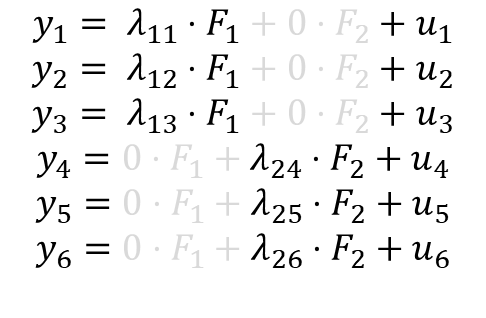 y₁ = λ₁₁ · F₁ + 0 · F₂ + u₁
y₂ = λ₁₂ · F₁ + 0 · F₂ + u₂
y₃ = λ₁₃ · F₁ + 0 · F₂ + u₃
y₄ = 0 · F₁ + λ₂₄ · F₂ + u₄
y₅ = 0 · F₁ + λ₂₅ · F₂ + u₅
y₆ = 0 · F₁ + λ₂₆ · F₂ + u₆